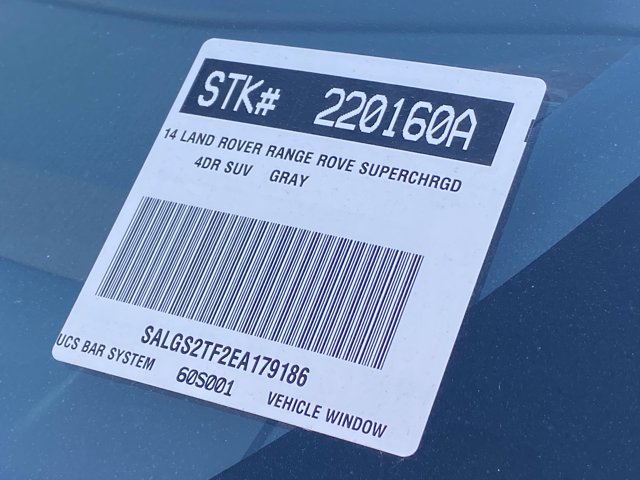 STK# 220160A
14 LAND ROVER RANGE ROVE SUPERCHRGD
4DR SUV GRAY
SALGS2TF2EA179186
UCS BAR SYSTEM 60S001 VEHICLE WINDOW